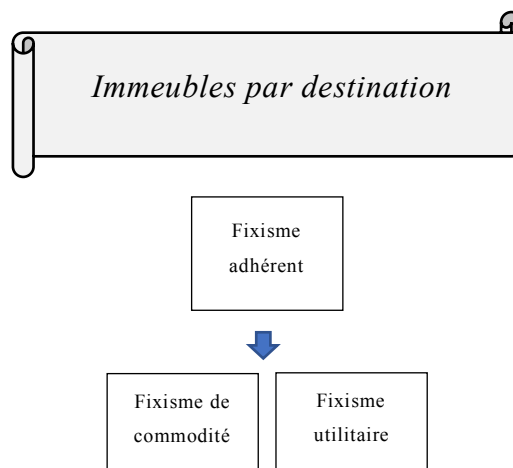 Immeubles par destination
Fixisme
adhérent
Fixisme de
commodité
Fixisme
utilitaire